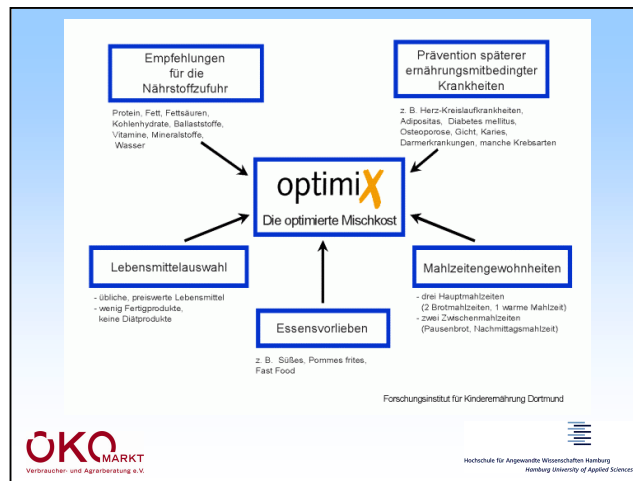 Empfehlungen
für die
Nährstoffzufuhr
Protein, Fett, Fettsäuren,
Kohlenhydrate, Ballaststoffe,
Vitamine, Mineralstoffe,
Wasser
Prävention späterer
ernährungsmitbedingter
Krankheiten
z. B. Herz-Kreislaufkrankheiten,
Adipositas, Diabetes mellitus,
Osteoporose, Gicht, Karies,
Darmerkrankungen, manche Krebsarten
optimiX
Die optimierte Mischkost
Lebensmittelauswahl
- übliche, preiswerte Lebensmittel
- wenig Fertigprodukte,
keine Diätprodukte
Essensvorlieben
z. B. Süßes, Pommes frites,
Fast Food
Mahlzeitengewohnheiten
- drei Hauptmahlzeiten
(2 Brotmahlzeiten, 1 warme Mahlzeit)
- zwei Zwischenmahlzeiten
(Pausenbrot, Nachmittagsmahlzeit)
Forschungsinstitut für Kinderernährung Dortmund
ÖKOMARKT
Verbraucher- und Agrarberatung e.V.
Hochschule für Angewandte Wissenschaften Hamburg
Hamburg University of Applied Sciences